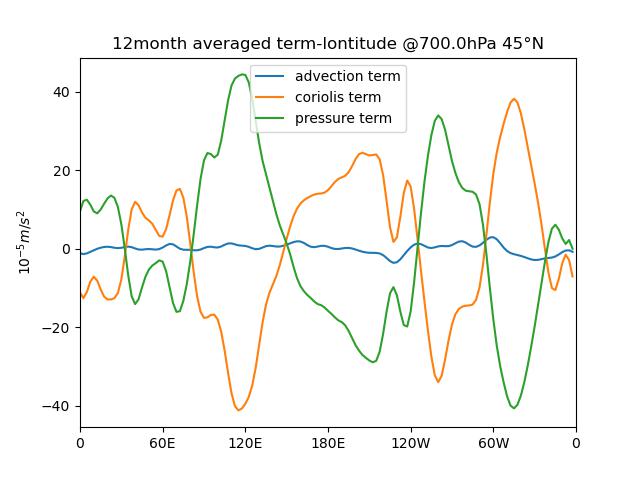 12month averaged term-lontitude @700.0hPa 45°N
advection term
coriolis term
pressure term
10⁻⁵m/s²
40
20
0
−20
−40
0 60E 120E 180E 120W 60W 0